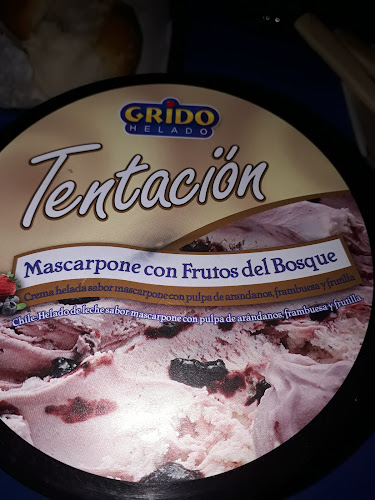 GRIDO
HELADO
Tentación
Mascarpone con Frutos del Bosque
Crema helada sabor mascarpone con pulpa de arándanos, frambuesa y frutilla
Chile: Helado de leche sabor mascarpone con pulpa de arándanos, frambuesa y frutilla